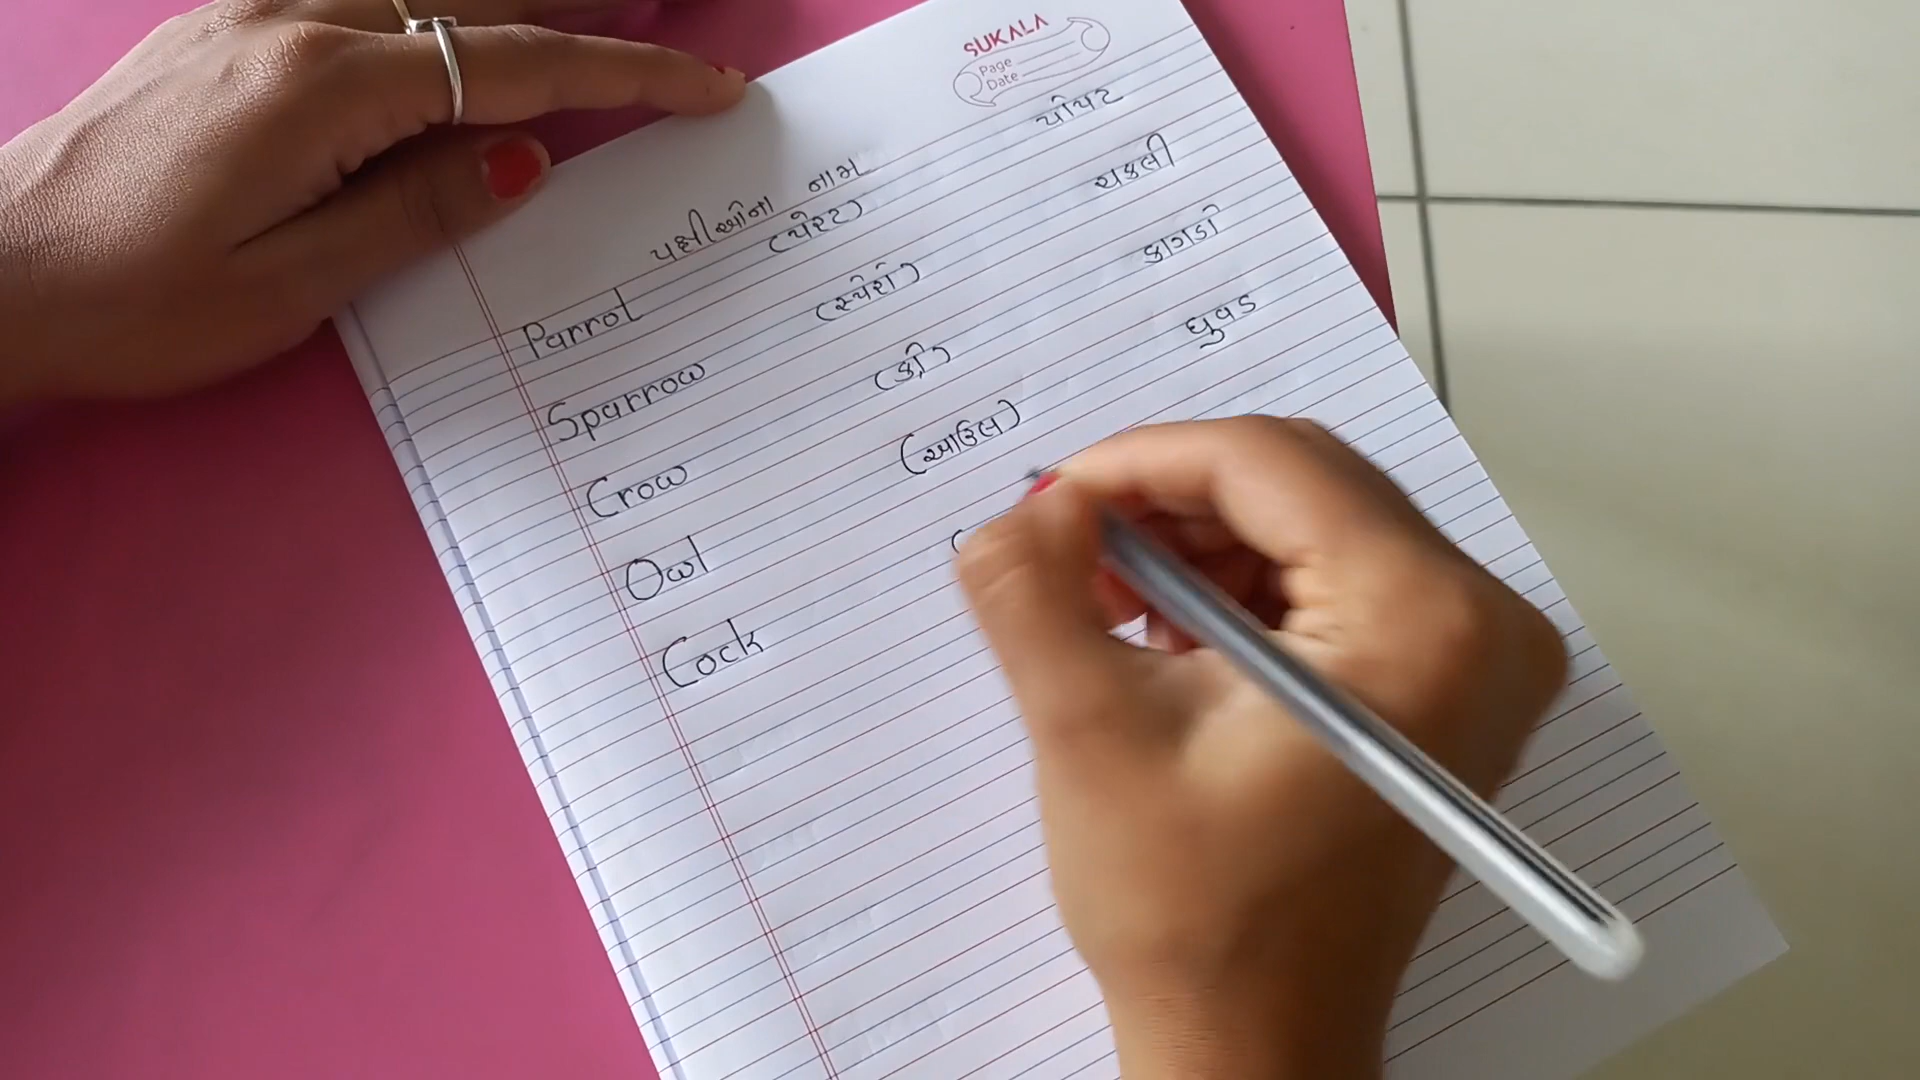 SUKALA
Page
Date
પક્ષીઓના નામ
Parrot (પેરટ) પોપટ
Sparrow (સ્પેરો) ચકલી
Crow (ક્રો) કાગડો
Owl (આઉલ) ઘુવડ
Cock (